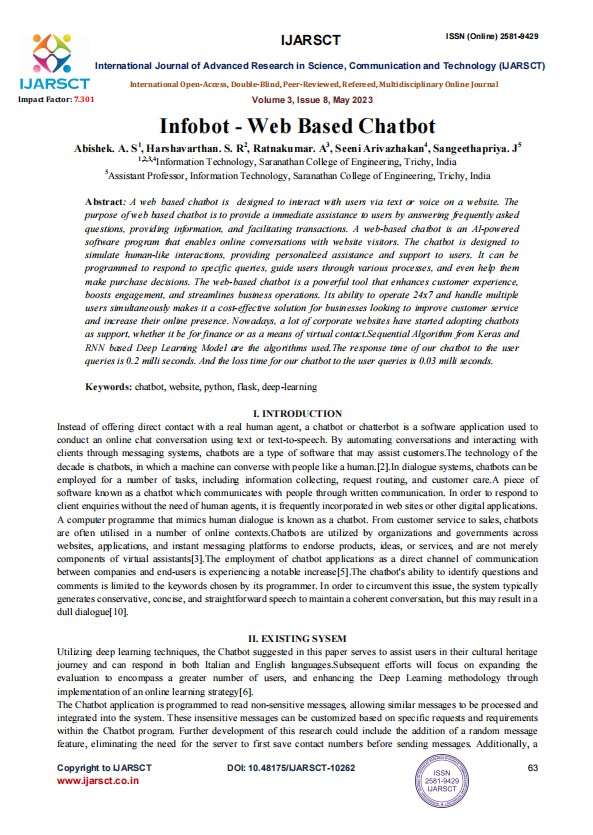 IJARSCT
ISSN (Online) 2581-9429
IJARSCT
International Journal of Advanced Research in Science, Communication and Technology (IJARSCT)
International Open-Access, Double-Blind, Peer-Reviewed, Refereed, Multidisciplinary Online Journal
Impact Factor: 7.301
Volume 3, Issue 8, May 2023
Infobot - Web Based Chatbot
Abishek. A. S1, Harshavarthan. S. R2, Ratnakumar. A3, Seeni Arivazhakan4, Sangeethapriya. J5
1,2,3,4Information Technology, Saranathan College of Engineering, Trichy, India
5Assistant Professor, Information Technology, Saranathan College of Engineering, Trichy, India
Abstract: A web based chatbot is designed to interact with users via text or voice on a website. The
purpose of web based chatbot is to provide a immediate assistance to users by answering frequently asked
questions, providing information, and facilitating transactions. A web-based chatbot is an AI-powered
software program that enables online conversations with website visitors. The chatbot is designed to
simulate human-like interactions, providing personalized assistance and support to users. It can be
programmed to respond to specific queries, guide users through various processes, and even help them
make purchase decisions. The web-based chatbot is a powerful tool that enhances customer experience,
boosts engagement, and streamlines business operations. Its ability to operate 24x7 and handle multiple
users simultaneously makes it a cost-effective solution for businesses looking to improve customer service
and increase their online presence. Nowadays, a lot of corporate websites have started adopting chatbots
as support, whether it be for finance or as a means of virtual contact.Sequential Algorithm from Keras and
RNN based Deep Learning Model are the algorithms used.The response time of our chatbot to the user
queries is 0.2 milli seconds. And the loss time for our chatbot to the user queries is 0.03 milli seconds.
Keywords: chatbot, website, python, flask, deep-learning
I. INTRODUCTION
Instead of offering direct contact with a real human agent, a chatbot or chatterbot is a software application used to
conduct an online chat conversation using text or text-to-speech. By automating conversations and interacting with
clients through messaging systems, chatbots are a type of software that may assist customers.The technology of the
decade is chatbots, in which a machine can converse with people like a human.[2].In dialogue systems, chatbots can be
employed for a number of tasks, including information collecting, request routing, and customer care.A piece of
software known as a chatbot which communicates with people through written communication. In order to respond to
client enquiries without the need of human agents, it is frequently incorporated in web sites or other digital applications.
A computer programme that mimics human dialogue is known as a chatbot. From customer service to sales, chatbots
are often utilised in a number of online contexts.Chatbots are utilized by organizations and governments across
websites, applications, and instant messaging platforms to endorse products, ideas, or services, and are not merely
components of virtual assistants[3].The employment of chatbot applications as a direct channel of communication
between companies and end-users is experiencing a notable increase[5].The chatbot's ability to identify questions and
comments is limited to the keywords chosen by its programmer. In order to circumvent this issue, the system typically
generates conservative, concise, and straightforward speech to maintain a coherent conversation, but this may result in a
dull dialogue[10].
II. EXISTING SYSEM
Utilizing deep learning techniques, the Chatbot suggested in this paper serves to assist users in their cultural heritage
journey and can respond in both Italian and English languages.Subsequent efforts will focus on expanding the
evaluation to encompass a greater number of users, and enhancing the Deep Learning methodology through
implementation of an online learning strategy[6].
The Chatbot application is programmed to read non-sensitive messages, allowing similar messages to be processed and
integrated into the system. These insensitive messages can be customized based on specific requests and requirements
within the Chatbot program. Further development of this research could include the addition of a random message
feature, eliminating the need for the server to first save contact numbers before sending messages. Additionally, a
Copyright to IJARSCT
DOI: 10.48175/IJARSCT-10262
63
www.ijarsct.co.in
ISSN
2581-9429
IJARSCT